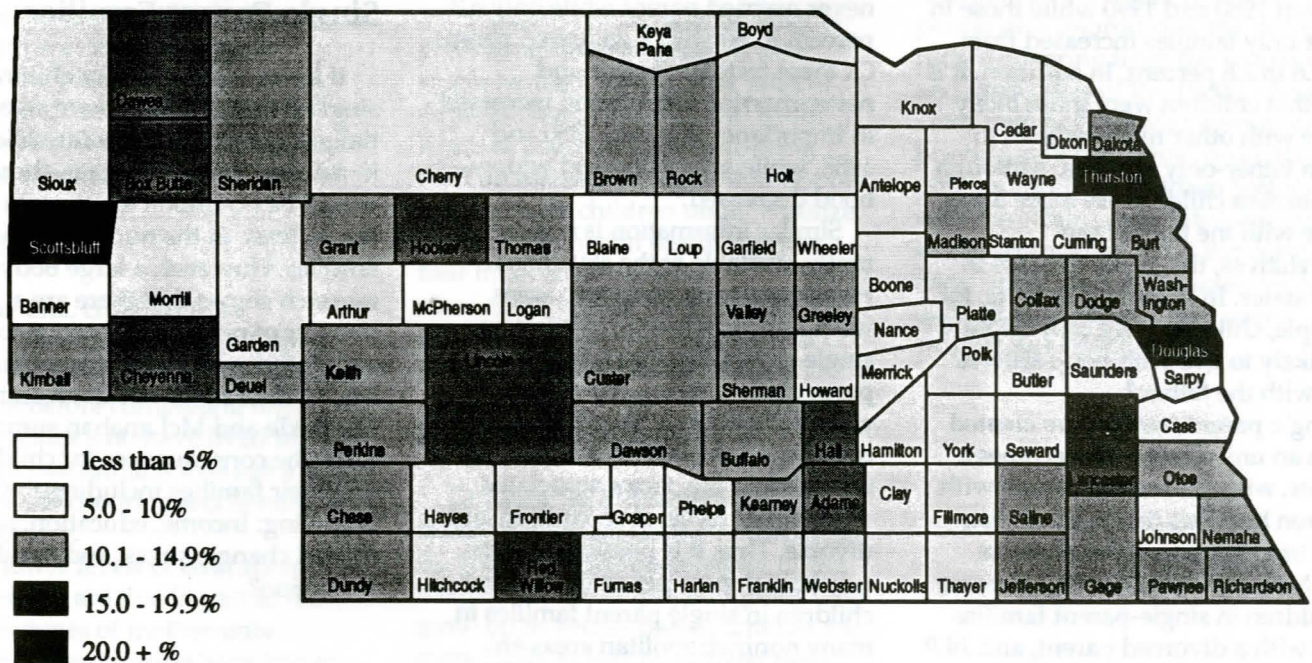 Keya Paha
Boyd
Knox
Cedar
Dixon
Dakota
Dawes
Sioux
Box Butte
Sheridan
Cherry
Brown
Rock
Holt
Antelope
Pierce
Wayne
Thurston
Scottsbluff
Grant
Hooker
Thomas
Blaine
Loup
Garfield
Wheeler
Madison
Stanton
Cuming
Burt
Banner
Morrill
Arthur
McPherson
Logan
Valley
Greeley
Boone
Nance
Platte
Colfax
Dodge
Wash-
ington
Kimball
Cheyenne
Garden
Deuel
Keith
Lincoln
Custer
Sherman
Howard
Merrick
Polk
Butler
Saunders
Douglas
Sarpy
Perkins
Dawson
Buffalo
Hall
Hamilton
York
Seward
Lancaster
Cass
Otoe
Chase
Hayes
Frontier
Gosper
Phelps
Kearney
Adams
Clay
Fillmore
Saline
Johnson
Nemaha
Dundy
Hitchcock
Red
Willow
Furnas
Harlan
Franklin
Webster
Nuckolls
Thayer
Jefferson
Gage
Pawnee
Richardson
less than 5%
5.0 - 10%
10.1 - 14.9%
15.0 - 19.9%
20.0 + %